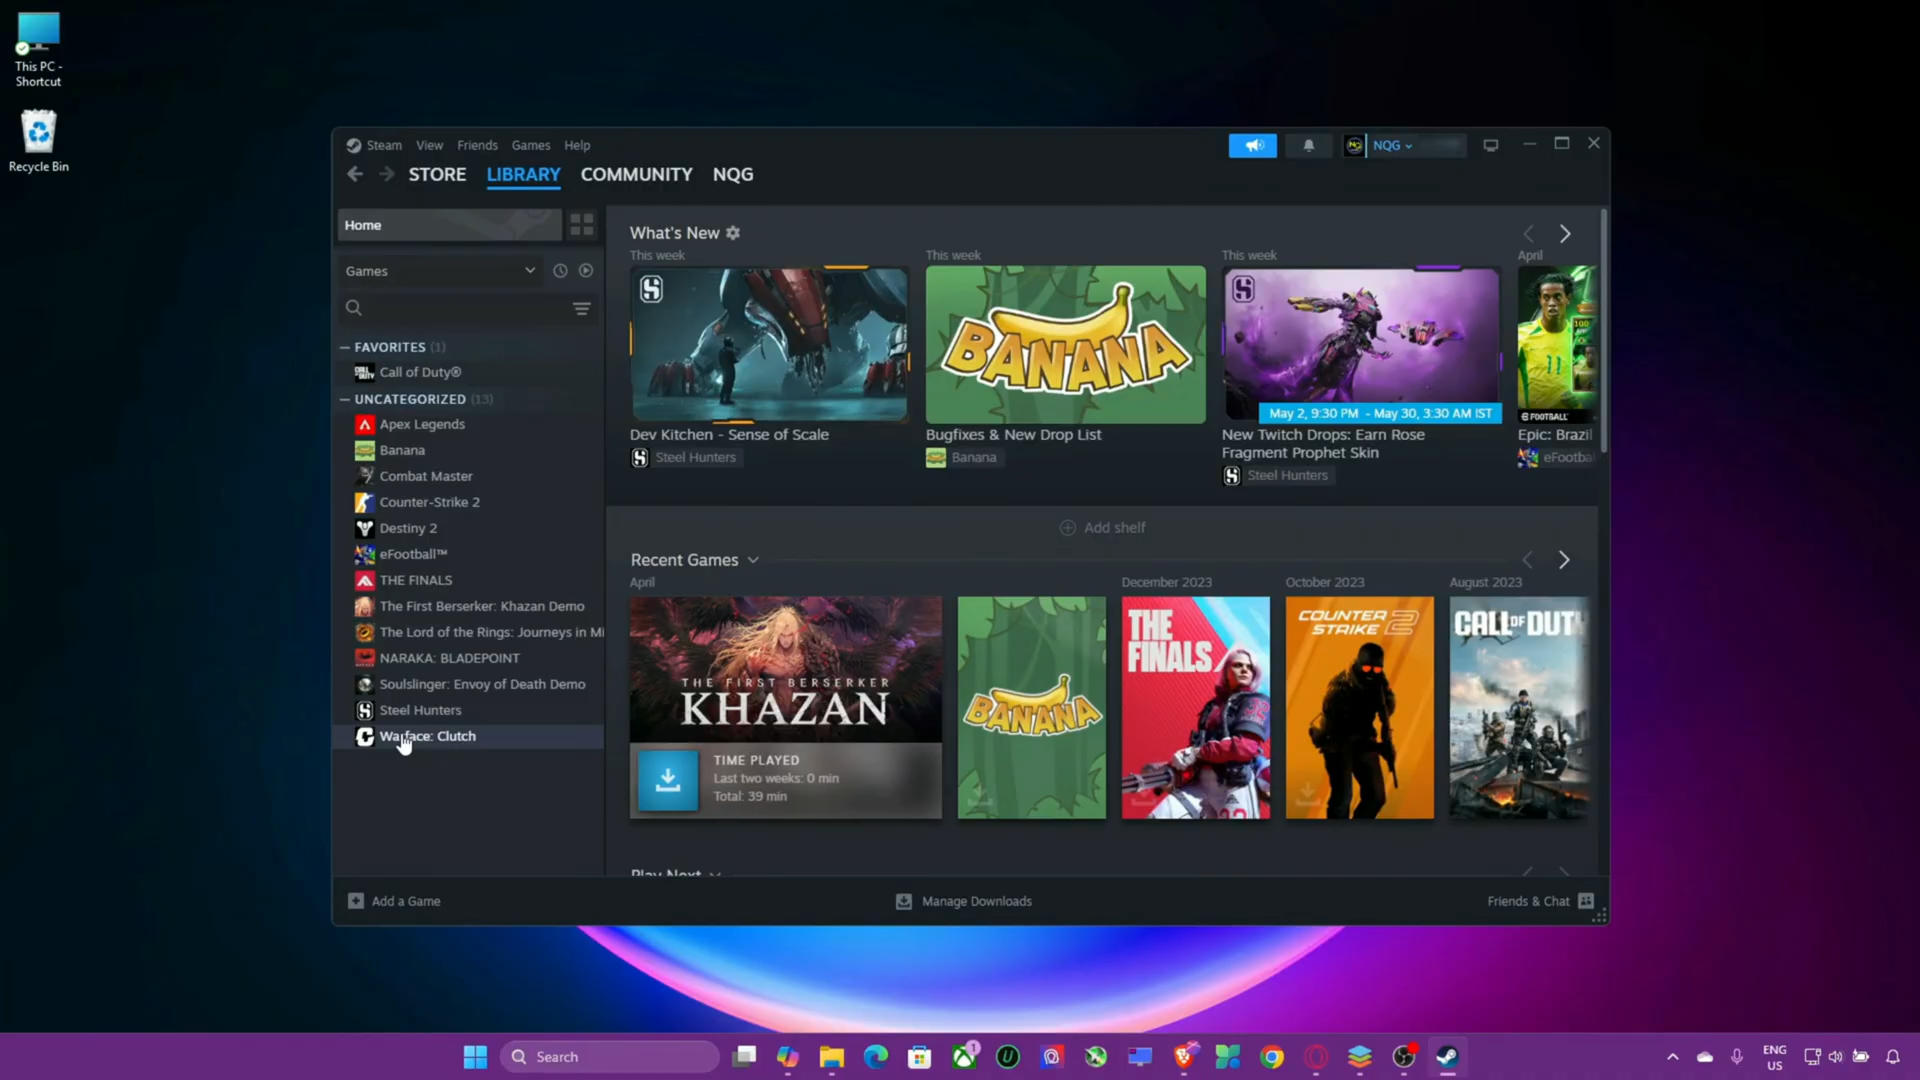 This PC -
Shortcut
Recycle Bin
Steam View Friends Games Help
NQG
STORE LIBRARY COMMUNITY NQG
Home
Games
FAVORITES (1)
Call of Duty®
UNCATEGORIZED (13)
Apex Legends
Banana
Combat Master
Counter-Strike 2
Destiny 2
eFootball™
THE FINALS
The First Berserker: Khazan Demo
The Lord of the Rings: Journeys in Mi
NARAKA: BLADEPOINT
Soulslinger: Envoy of Death Demo
Steel Hunters
Warface: Clutch
What's New
This week
Dev Kitchen - Sense of Scale
Steel Hunters
This week
BANANA
Bugfixes & New Drop List
Banana
This week
May 2, 9:30 PM - May 30, 3:30 AM IST
New Twitch Drops: Earn Rose
Fragment Prophet Skin
Steel Hunters
April
11
100
FOOTBALL
Epic: Brazil
eFootba
Add shelf
Recent Games
April
THE FIRST BERSERKER
KHAZAN
TIME PLAYED
Last two weeks: 0 min
Total: 39 min
BANANA
December 2023
THE
FINALS
October 2023
COUNTER
STRIKE 2
August 2023
CALL OF DUTY
Play Next
Add a Game
Manage Downloads
Friends & Chat
Search
1
ENG
US